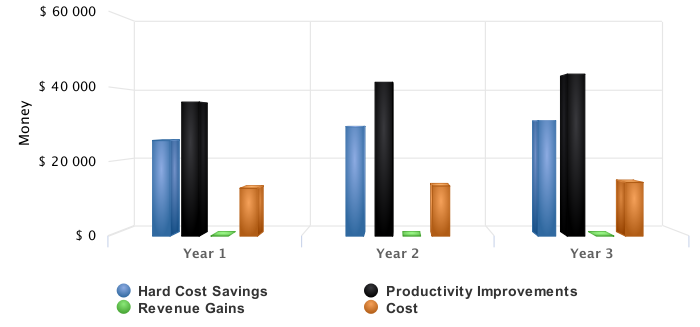 $ 60 000
$ 40 000
$ 20 000
$ 0
Money
Year 1
Year 2
Year 3
Hard Cost Savings
Productivity Improvements
Revenue Gains
Cost